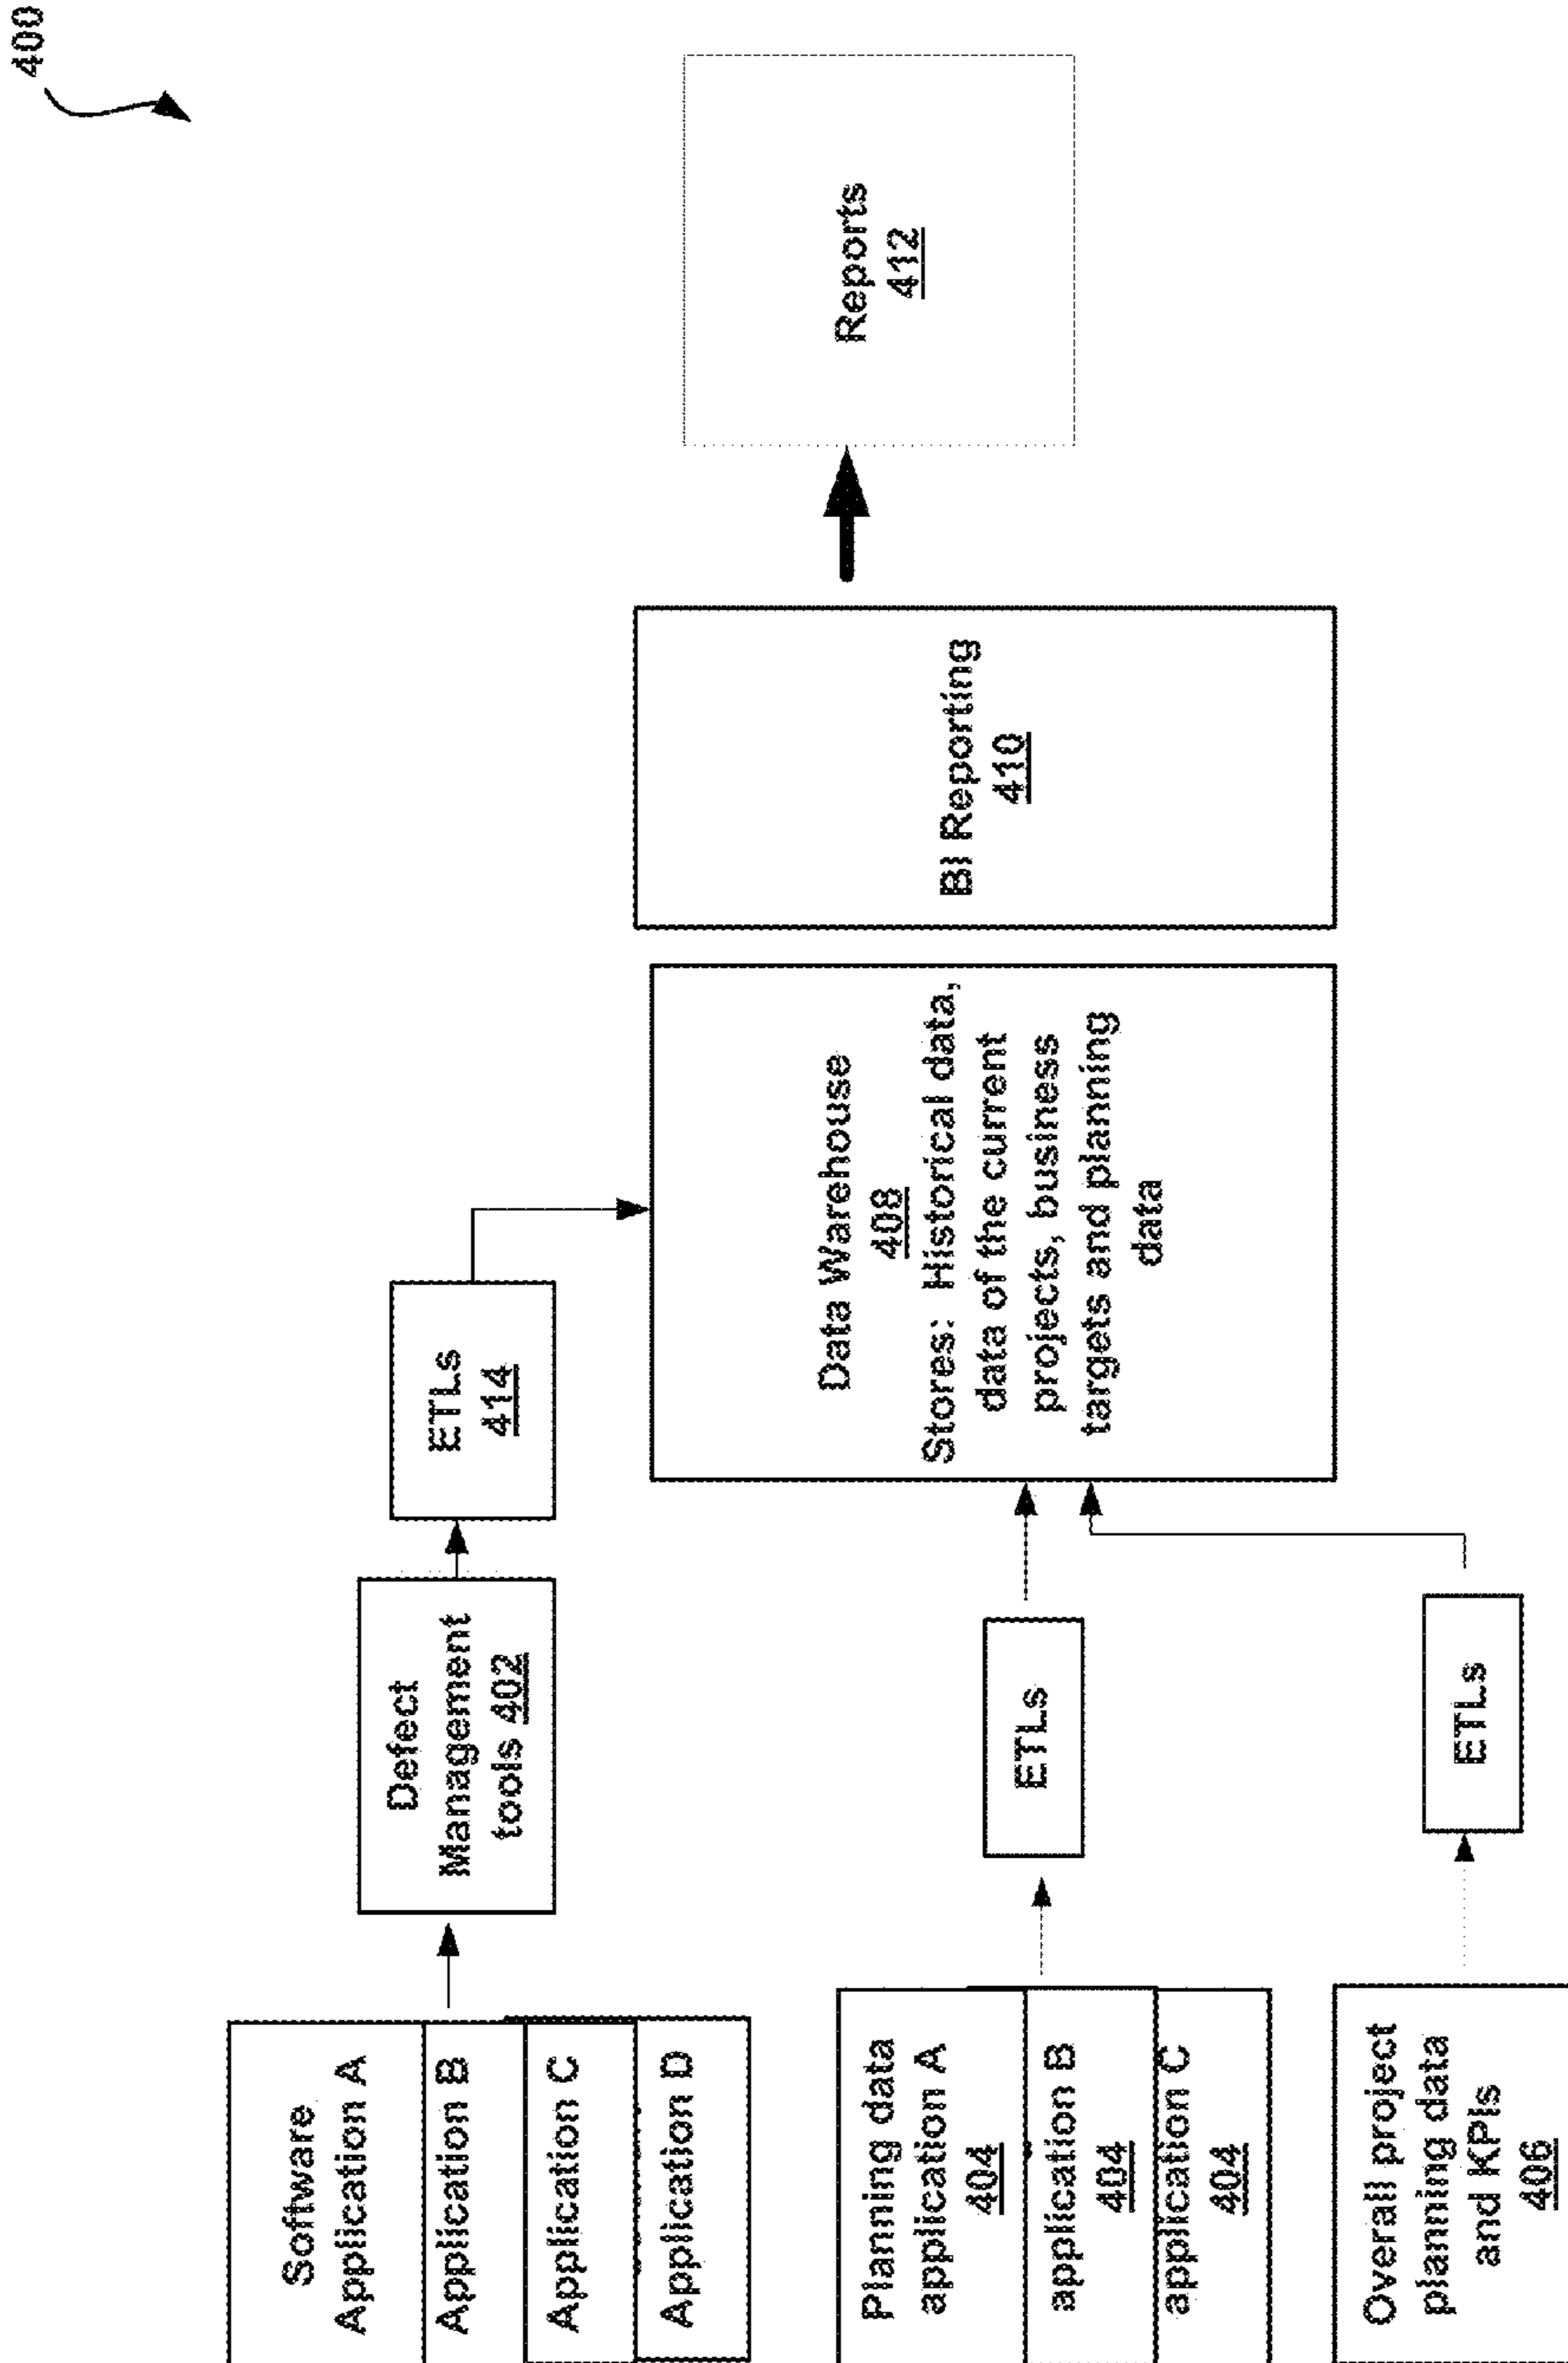 400
Software
Application A
Application B
Application C
Application D
Defect
Management
tools 402
ETLs
414
Planning data
application A
404
application B
404
application C
404
ETLs
Overall project
planning data
and KPIs
406
ETLs
Data Warehouse
408
Stores: Historical data,
data of the current
projects, business
targets and planning
data
BI Reporting
410
Reports
412